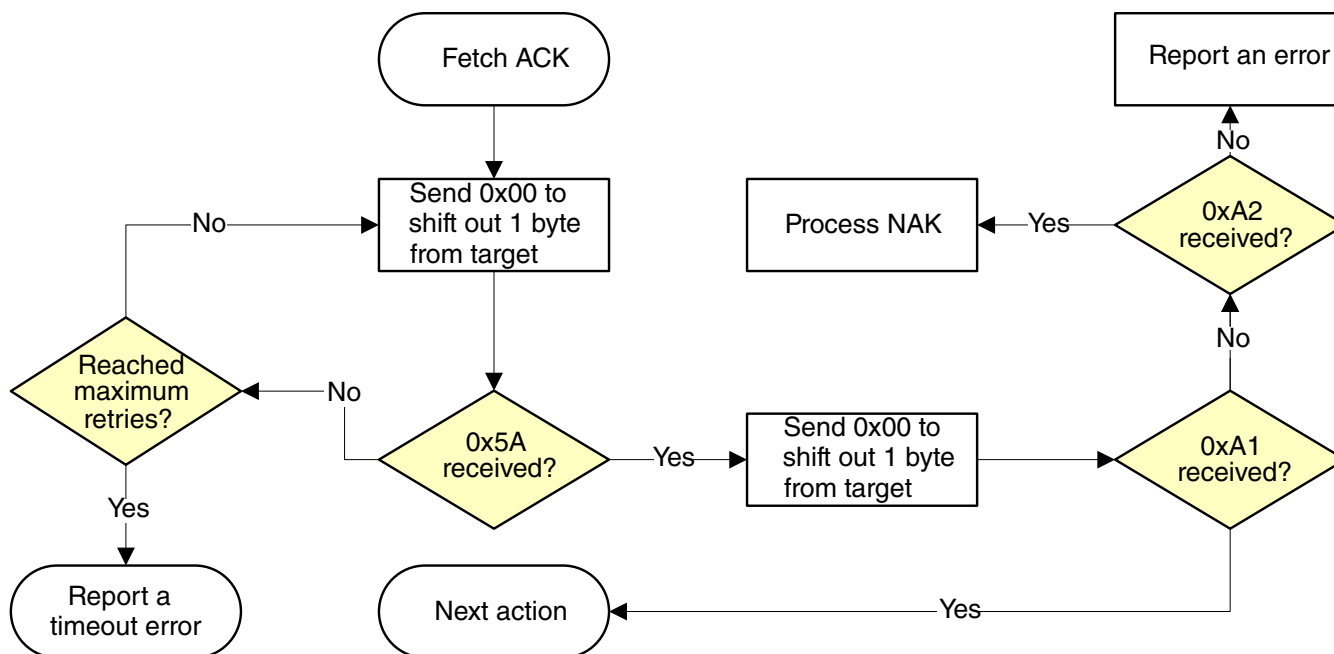 Fetch ACK
Report an error
No
Send 0x00 to
shift out 1 byte
from target
No
Process NAK
Yes
0xA2
received?
Reached
maximum
retries?
No
No
0x5A
received?
Yes
Send 0x00 to
shift out 1 byte
from target
0xA1
received?
Yes
Report a
timeout error
Next action
Yes